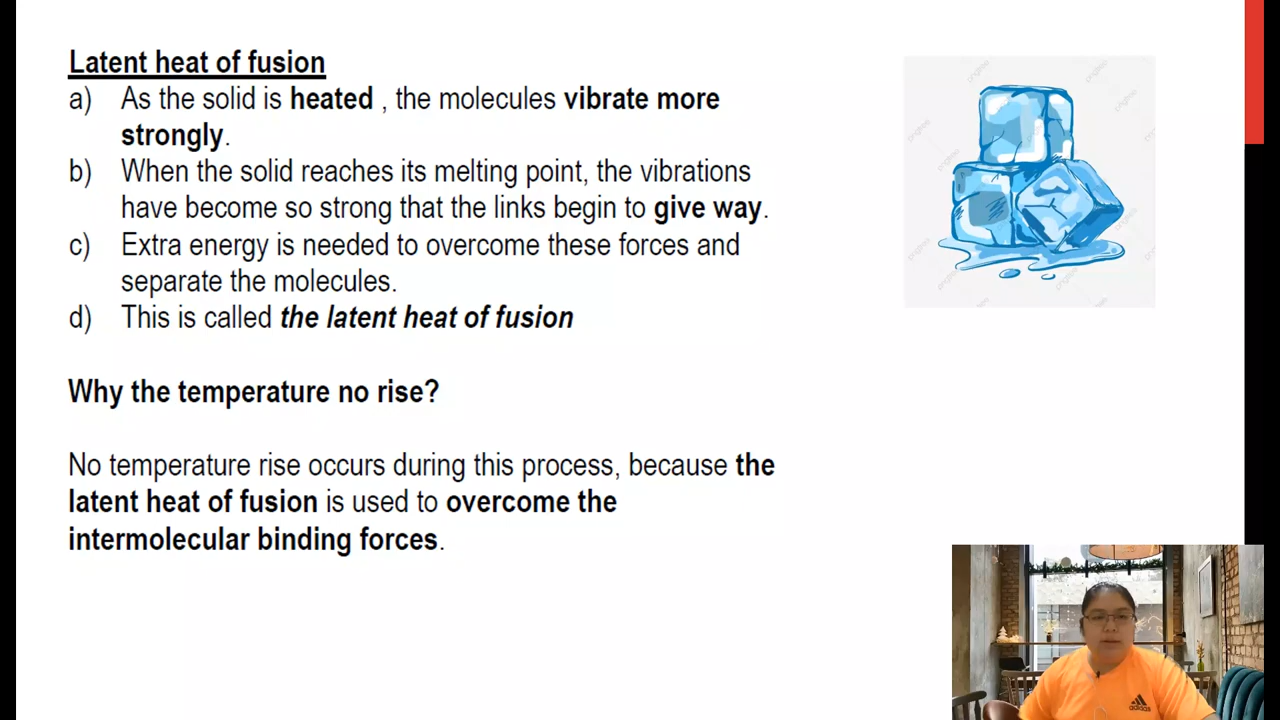 Latent heat of fusion
a) As the solid is heated , the molecules vibrate more
strongly.
b) When the solid reaches its melting point, the vibrations
have become so strong that the links begin to give way.
c) Extra energy is needed to overcome these forces and
separate the molecules.
d) This is called the latent heat of fusion
Why the temperature no rise?
No temperature rise occurs during this process, because the
latent heat of fusion is used to overcome the
intermolecular binding forces.
adidas